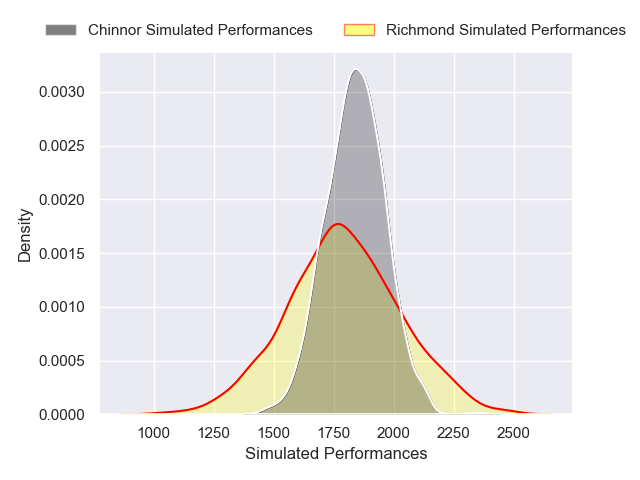 Chinnor Simulated Performances Richmond Simulated Performances
0.0030
0.0025
0.0020
0.0015
0.0010
0.0005
0.0000
Density
1000 1250 1500 1750 2000 2250 2500
Simulated Performances